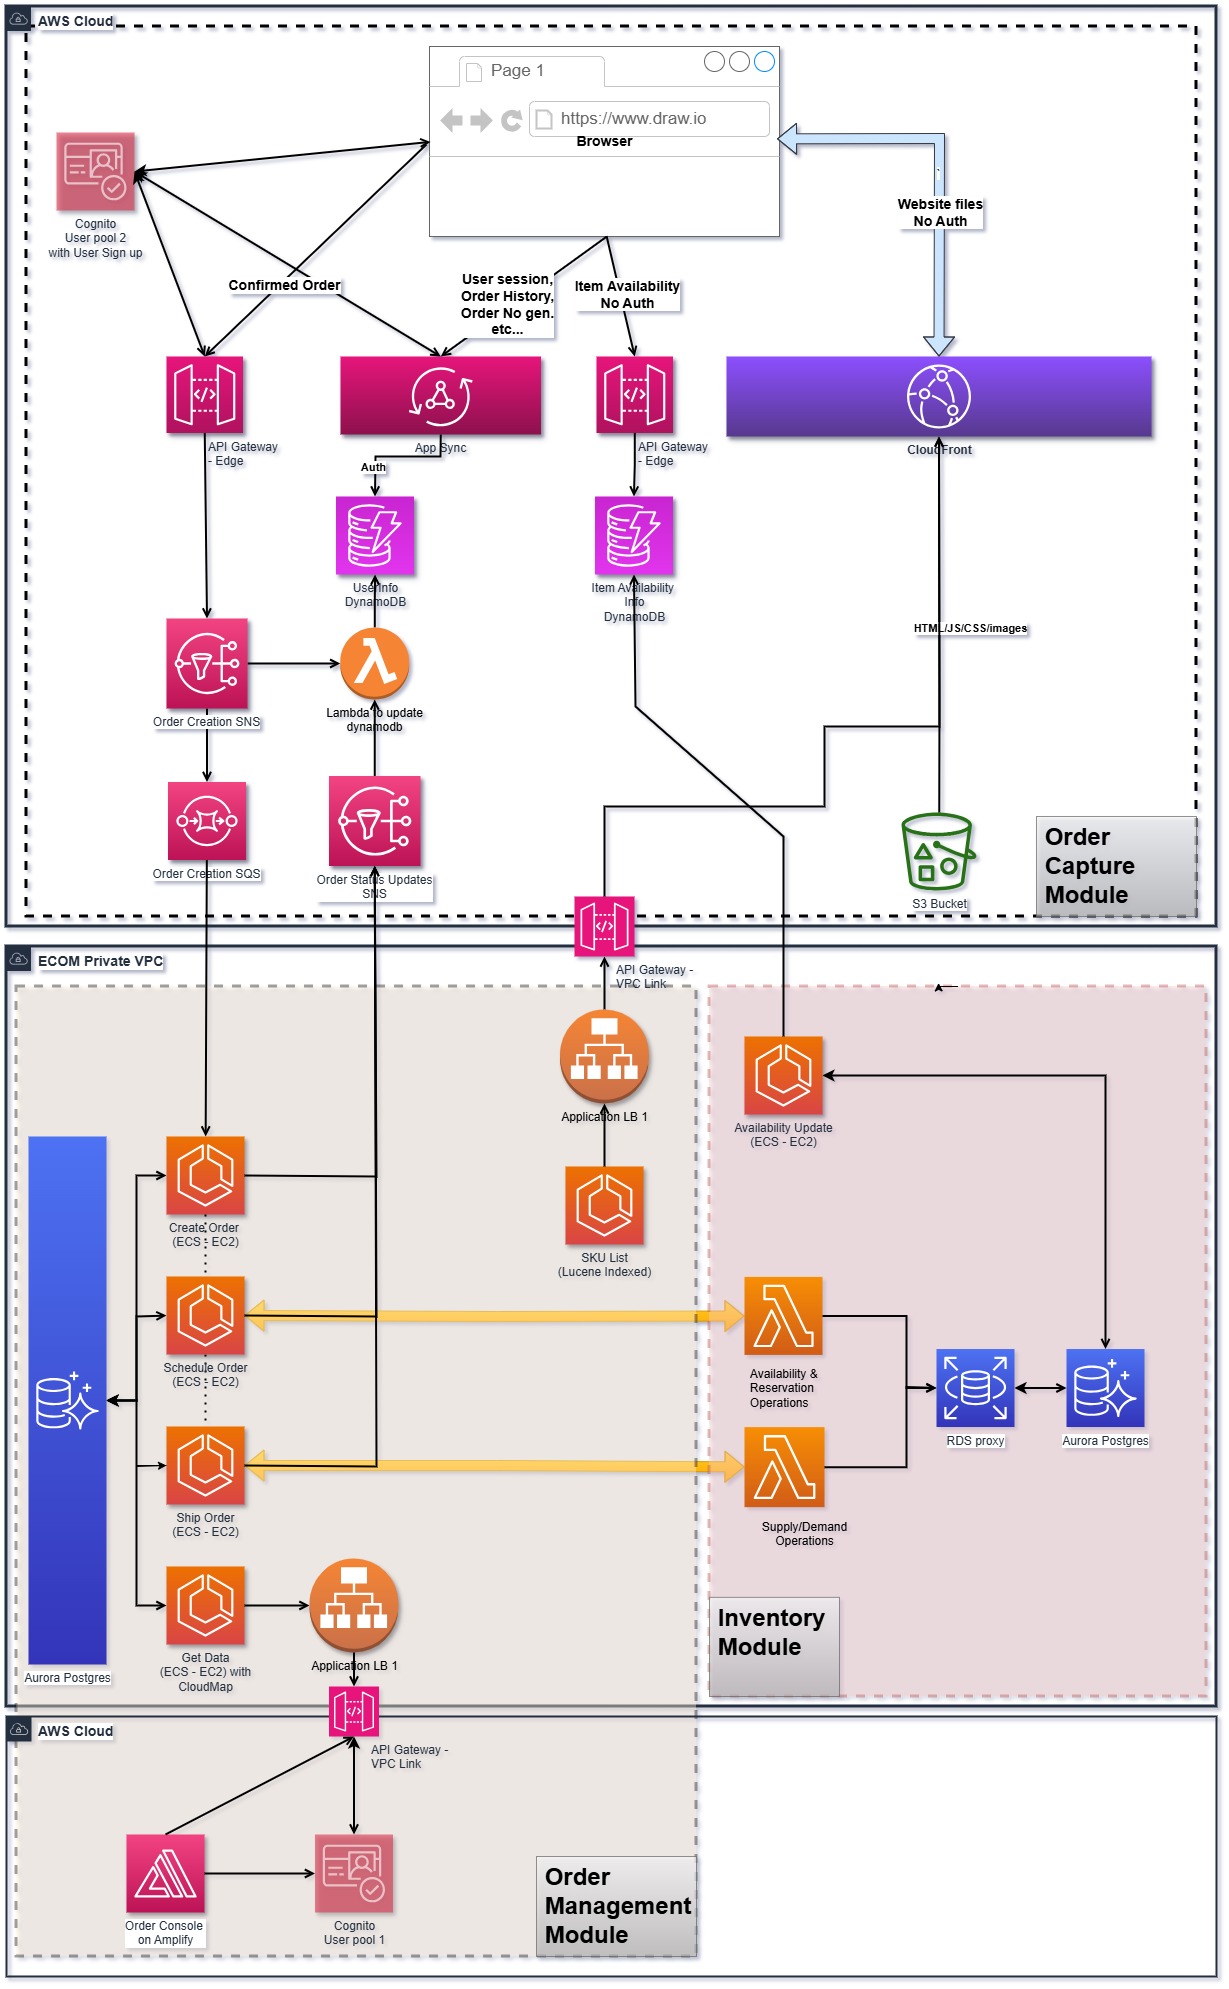 AWS Cloud
Page 1
https://www.draw.io
Browser
Website files
No Auth
Cognito
User pool 2
with User Sign up
Confirmed Order
User session,
Order History,
Order No gen.
etc...
Item Availability
No Auth
API Gateway
- Edge
App Sync
API Gateway
- Edge
CloudFront
Auth
UserInfo
DynamoDB
Item Availability
Info
DynamoDB
HTML/JS/CSS/images
Order Creation SNS
Lambda to update
dynamodb
Order Creation SQS
Order Status Updates
SNS
S3 Bucket
Order
Capture
Module
ECOM Private VPC
API Gateway -
VPC Link
Application LB 1
Availability Update
(ECS - EC2)
Create Order
(ECS - EC2)
SKU List
(Lucene Indexed)
Schedule Order
(ECS - EC2)
Availability &
Reservation
Operations
RDS proxy
Aurora Postgres
Ship Order
(ECS - EC2)
Supply/Demand
Operations
Inventory
Module
Get Data
(ECS - EC2) with
CloudMap
Application LB 1
Aurora Postgres
AWS Cloud
API Gateway -
VPC Link
Order Console
on Amplify
Cognito
User pool 1
Order
Management
Module